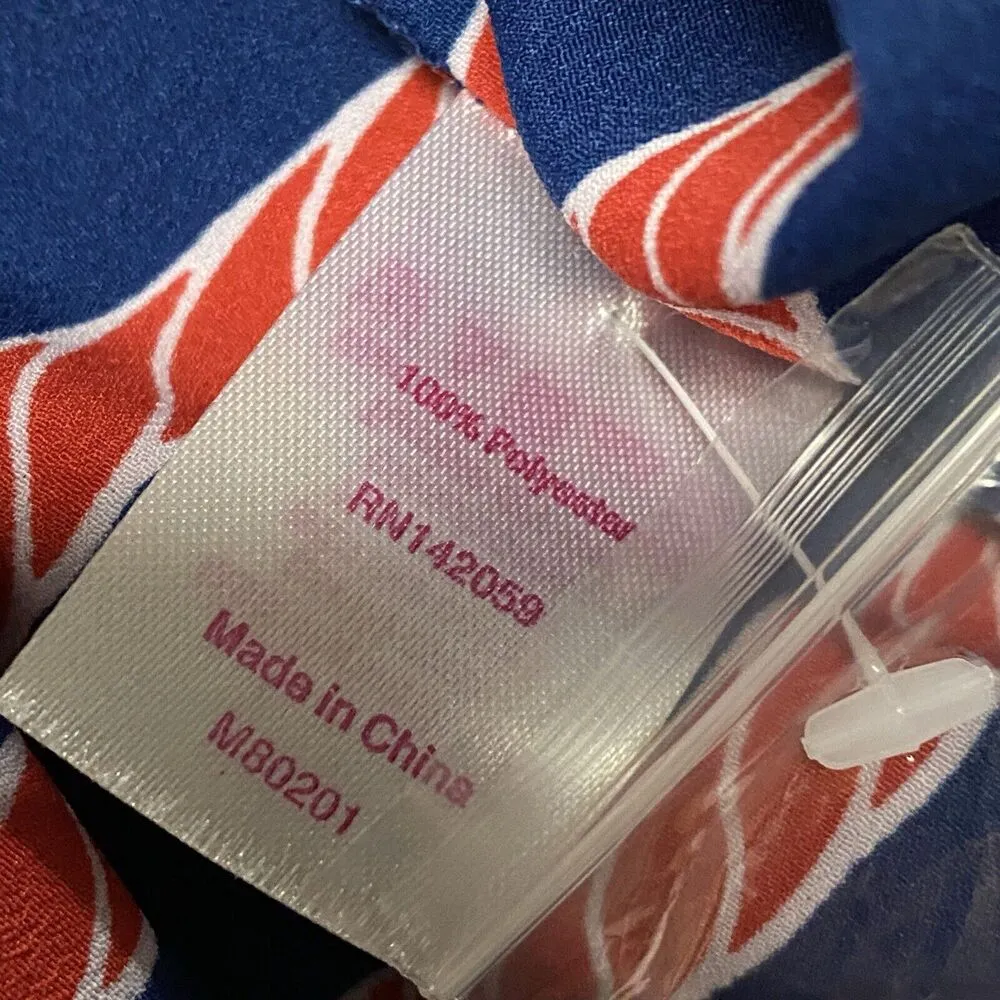 100% Polyester
RN142059
Made in China
M80201